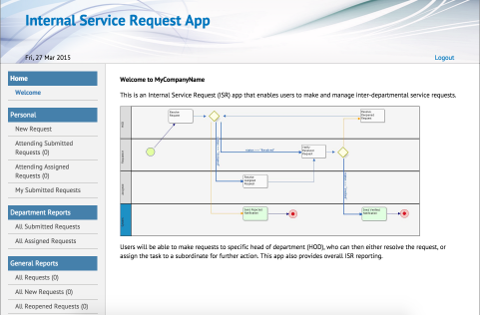 Internal Service Request App
Fri, 27 Mar 2015
Logout
Home
Welcome
Personal
New Request
Attending Submitted
Requests (0)
Attending Assigned
Requests (0)
My Submitted Requests
Department Reports
All Submitted Requests
All Assigned Requests
General Reports
All Requests (0)
All New Requests (0)
All Reopened Requests (0)
Welcome to MyCompanyName
This is an Internal Service Request (ISR) app that enables users to make and manage inter-departmental service requests.
Users will be able to make requests to specific head of department (HOD), who can then either resolve the request, or
assign the task to a subordinate for further action. This app also provides overall ISR reporting.